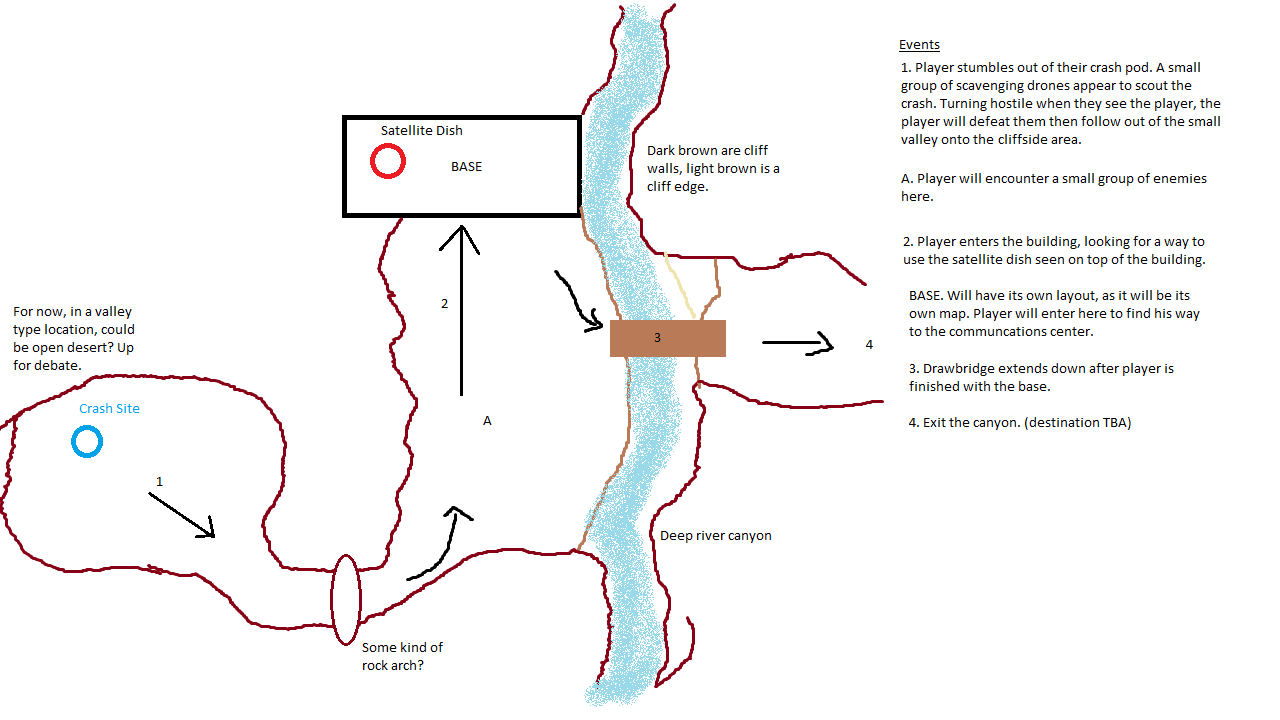 Events
1. Player stumbles out of their crash pod. A small
group of scavenging drones appear to scout the
crash. Turning hostile when they see the player, the
player will defeat them then follow out of the small
valley onto the cliffside area.
A. Player will encounter a small group of enemies
here.
2. Player enters the building, looking for a way to
use the satellite dish seen on top of the building.
BASE. Will have its own layout, as it will be its
own map. Player will enter here to find his way
to the communcations center.
3. Drawbridge extends down after player is
finished with the base.
4. Exit the canyon. (destination TBA)
Satellite Dish
BASE
Dark brown are cliff
walls, light brown is a
cliff edge.
2
3
4
For now, in a valley
type location, could
be open desert? Up
for debate.
Crash Site
A
1
Deep river canyon
Some kind of
rock arch?